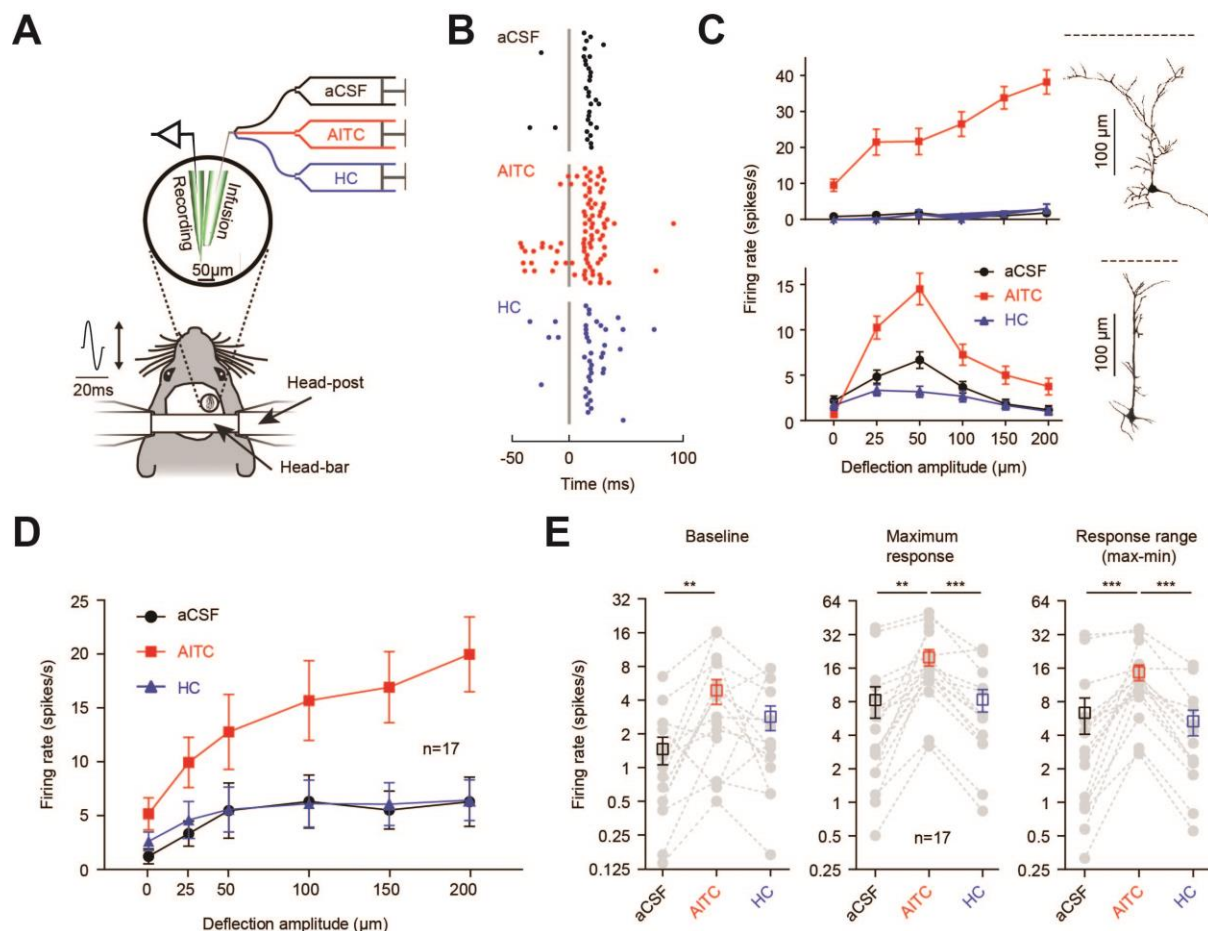 A
aCSF
AITC
HC
Recording
Infusion
50µm
20ms
Head-post
Head-bar
B
aCSF
AITC
HC
-50
0
100
Time (ms)
C
40
30
20
10
0
100 µm
Firing rate (spikes/s)
15
10
5
0
aCSF
AITC
HC
100 µm
0
25
50
100
150
200
Deflection amplitude (µm)
D
25
20
15
10
5
0
Firing rate (spikes/s)
aCSF
AITC
HC
n=17
0
25
50
100
150
200
Deflection amplitude (µm)
E
Baseline
**
32
16
8
4
2
1
0.5
0.25
0.125
Firing rate (spikes/s)
aCSF
AITC
HC
Maximum
response
**
***
64
32
16
8
4
2
1
0.5
0.25
n=17
aCSF
AITC
HC
Response range
(max-min)
***
***
64
32
16
8
4
2
1
0.5
0.25
aCSF
AITC
HC